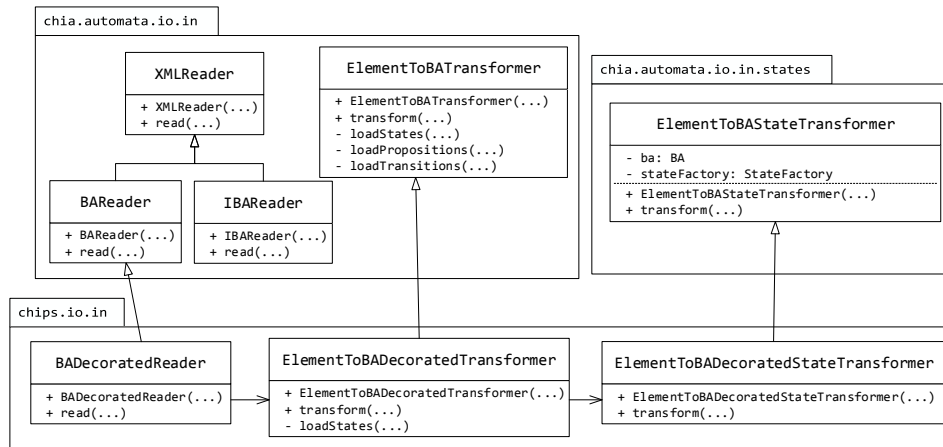 chia.automata.io.in
XMLReader
+ XMLReader(...)
+ read(...)
BAReader
+ BAReader(...)
+ read(...)
IBAReader
+ IBAReader(...)
+ read(...)
ElementToBATransformer
+ ElementToBATransformer(...)
+ transform(...)
- loadStates(...)
- loadPropositions(...)
- loadTransitions(...)
chia.automata.io.in.states
ElementToBAStateTransformer
- ba: BA
- stateFactory: StateFactory
+ ElementToBAStateTransformer(...)
+ transform(...)
chips.io.in
BADecoratedReader
+ BADecoratedReader(...)
+ read(...)
ElementToBADecoratedTransformer
+ ElementToBADecoratedTransformer(...)
+ transform(...)
- loadStates(...)
ElementToBADecoratedStateTransformer
+ ElementToBADecoratedStateTransformer(...)
+ transform(...)